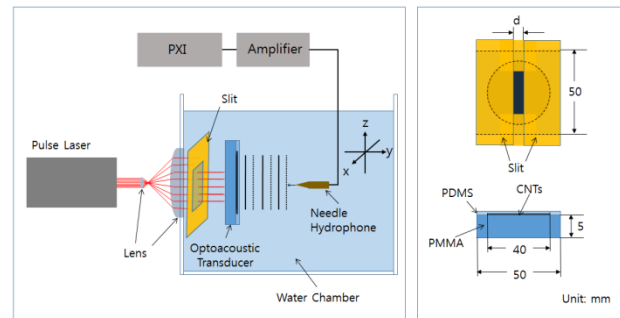 PXI
Amplifier
Slit
Pulse Laser
z
y
x
Lens
Optoacoustic
Transducer
Needle
Hydrophone
Water Chamber
d
50
Slit
CNTs
PDMS
PMMA
5
40
50
Unit: mm